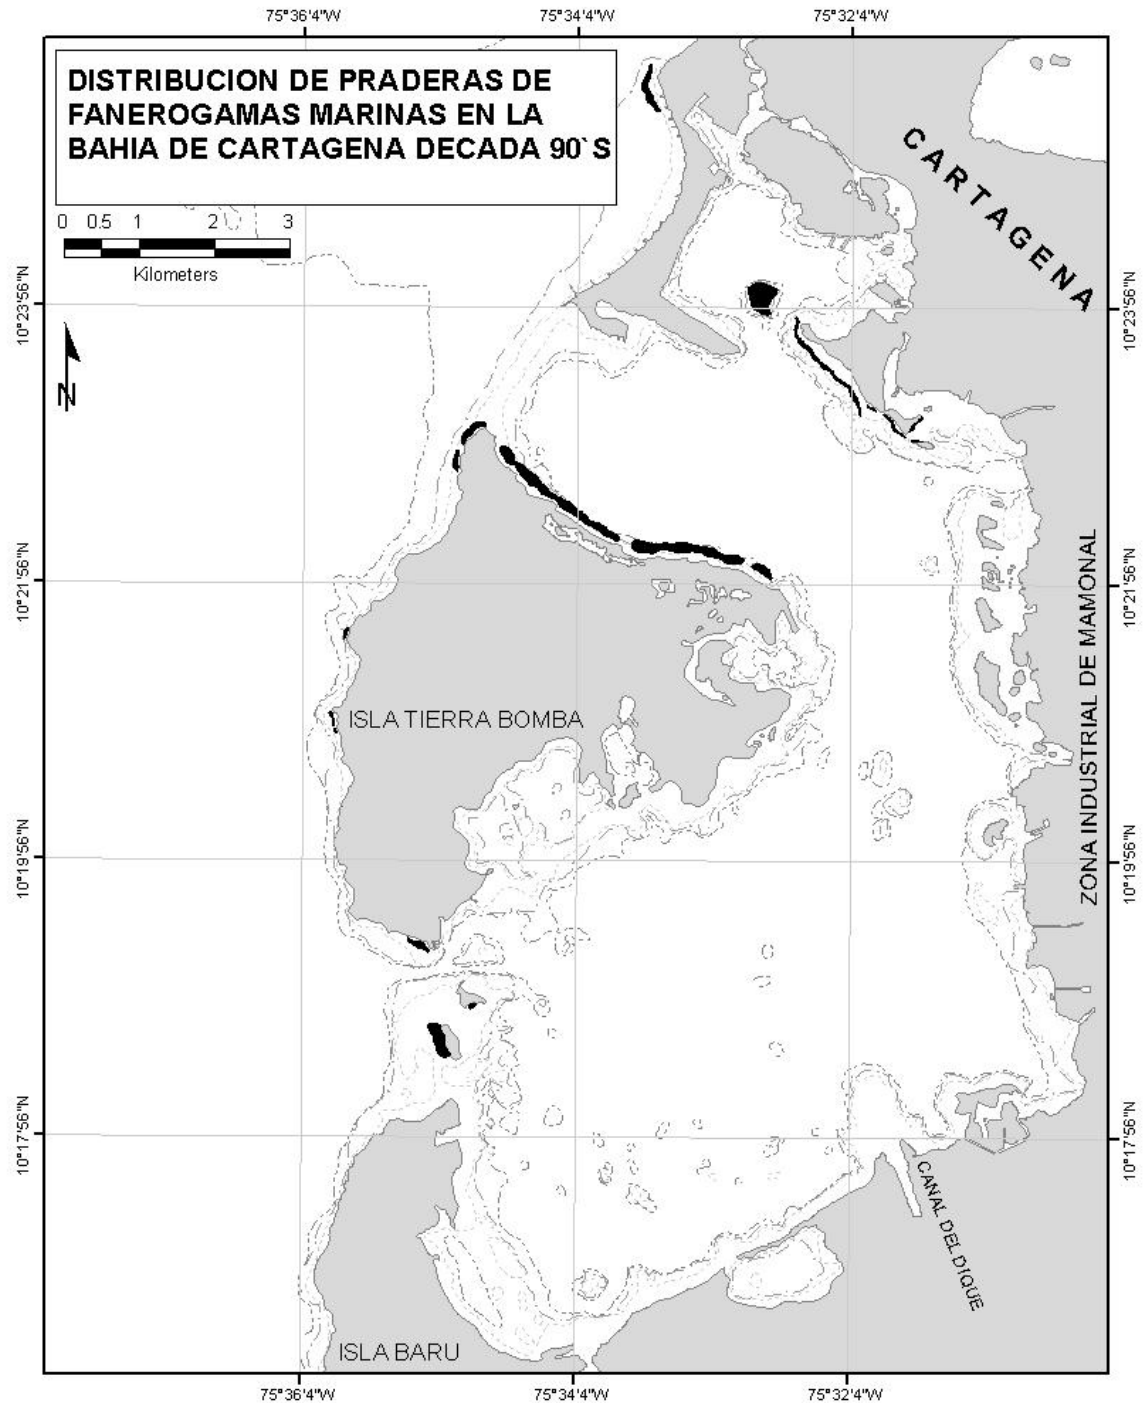 75°36'4"W 75°34'4"W 75°32'4"W
DISTRIBUCION DE PRADERAS DE
FANEROGAMAS MARINAS EN LA
BAHIA DE CARTAGENA DECADA 90`S
0 0.5 1 2 3
Kilometers
CARTAGENA
10°23'56"N 10°23'56"N
N
10°21'56"N 10°21'56"N
ZONA INDUSTRIAL DE MAMONAL
ISLA TIERRA BOMBA
10°19'56"N 10°19'56"N
10°17'56"N 10°17'56"N
CANAL DEL DIQUE
ISLA BARU
75°36'4"W 75°34'4"W 75°32'4"W